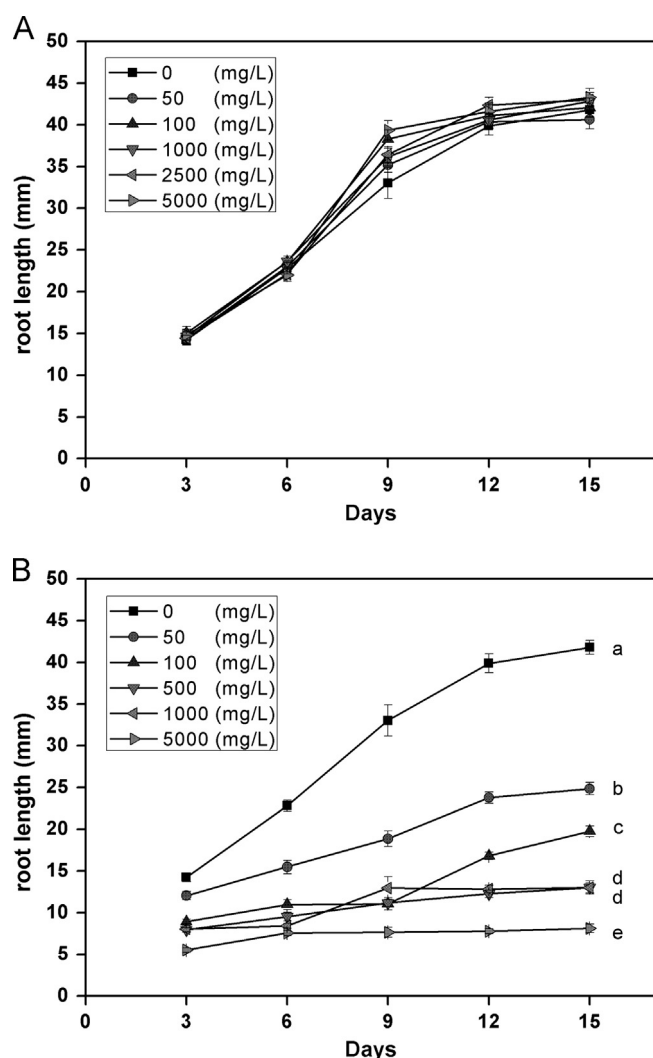 A
50
45
40
35
30
25
20
15
10
5
0
root length (mm)
0 (mg/L)
50 (mg/L)
100 (mg/L)
1000 (mg/L)
2500 (mg/L)
5000 (mg/L)
0 3 6 9 12 15
Days
B
50
45
40
35
30
25
20
15
10
5
0
root length (mm)
0 (mg/L)
50 (mg/L)
100 (mg/L)
500 (mg/L)
1000 (mg/L)
5000 (mg/L)
a
b
c
d
d
e
0 3 6 9 12 15
Days